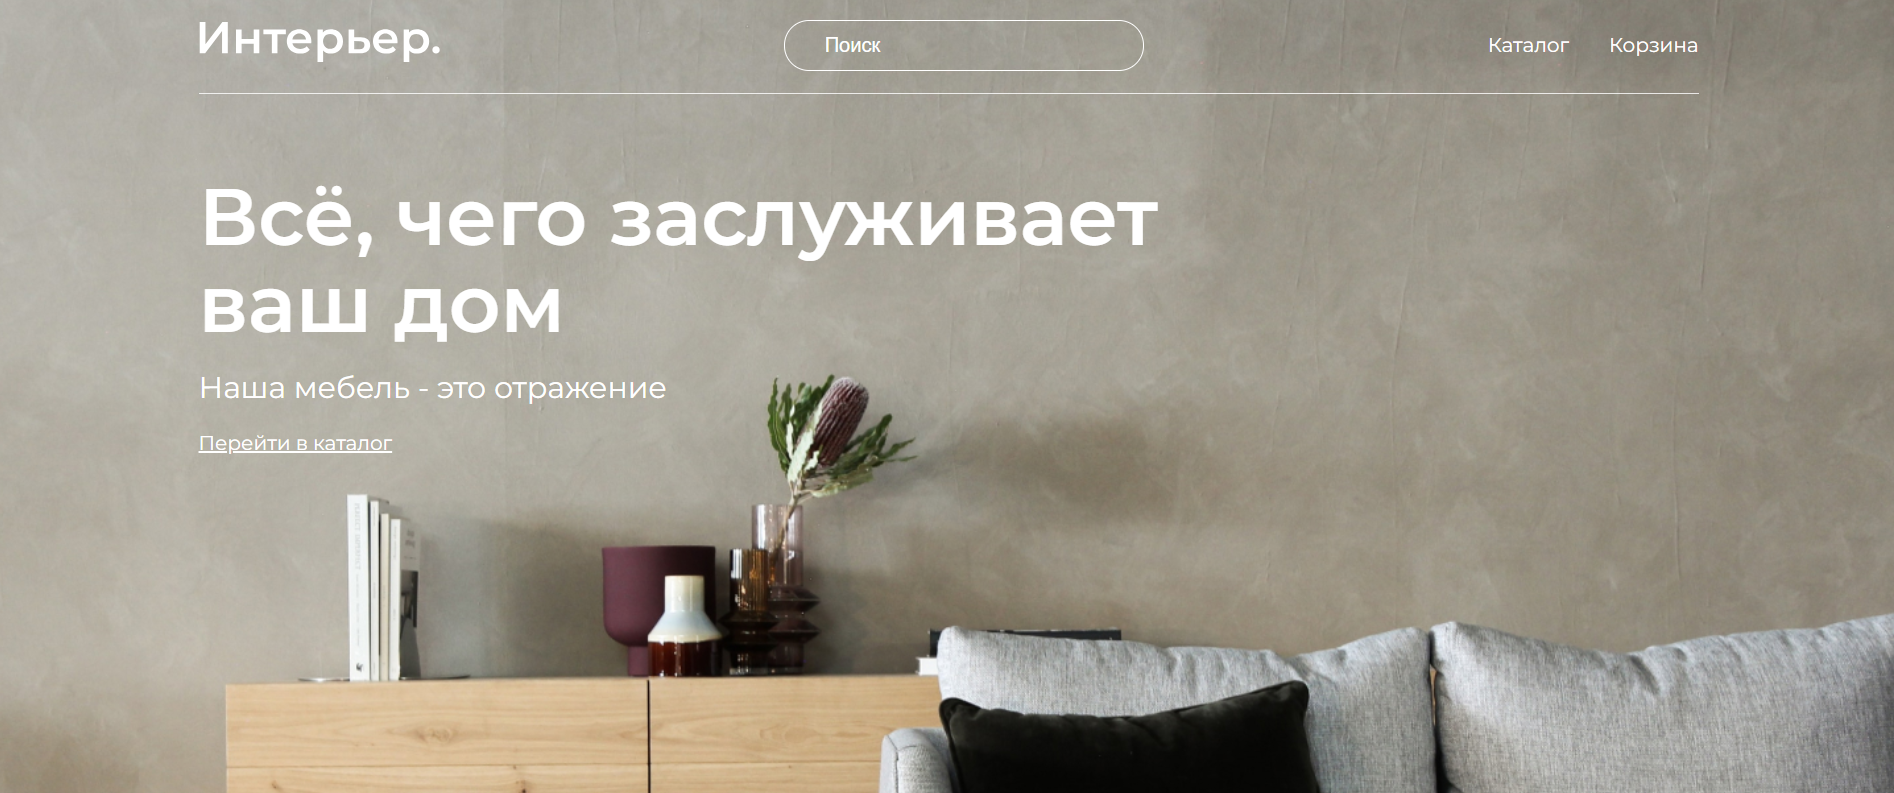 Интерьер.
Поиск
Каталог
Корзина
Всё, чего заслуживает
ваш дом
Наша мебель - это отражение
Перейти в каталог